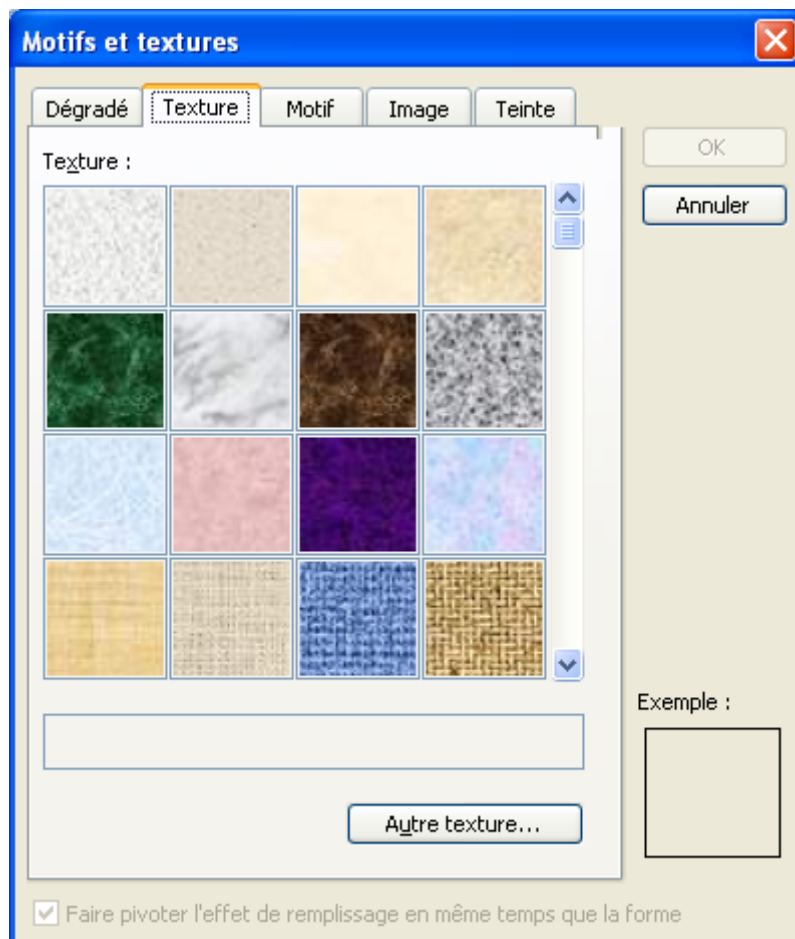 Motifs et textures
Dégradé Texture Motif Image Teinte
Texture :
OK
Annuler
Exemple :
Autre texture...
Faire pivoter l'effet de remplissage en même temps que la forme